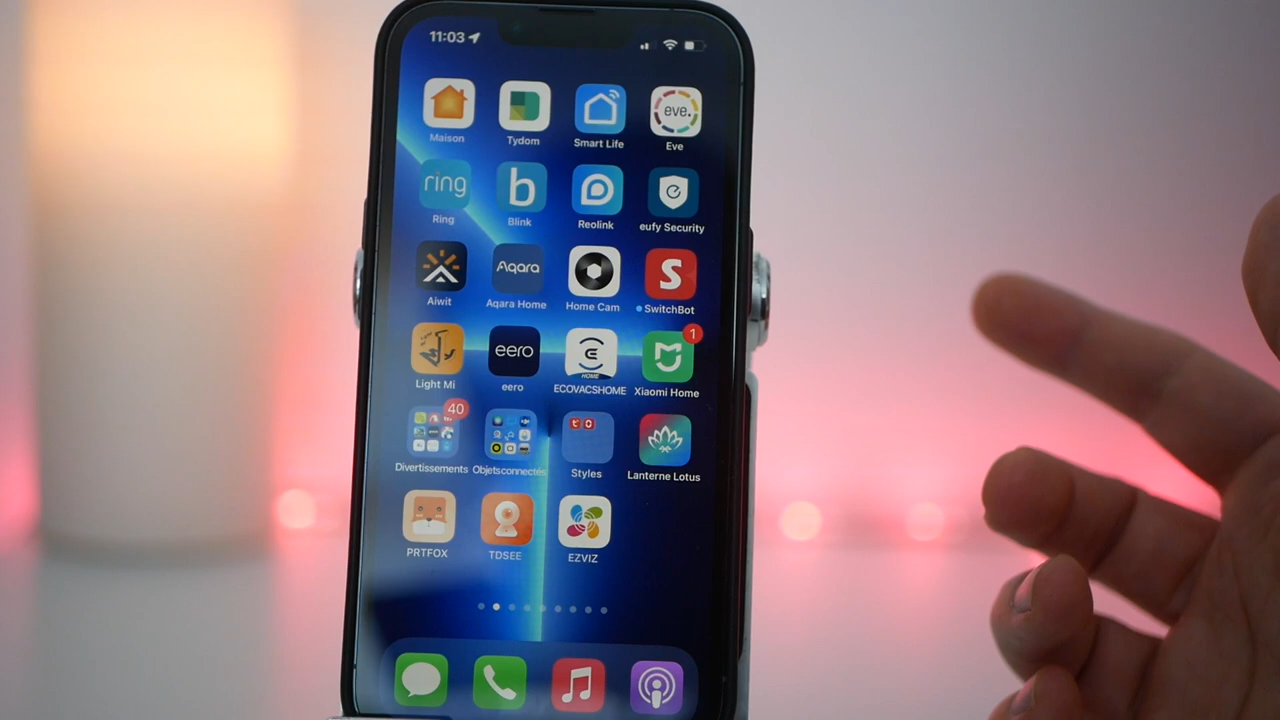 11:03
Maison
Tydom
Smart Life
eve.
Eve
ring
Ring
b
Blink
Reolink
eufy Security
Aiwit
Aqara
Aqara Home
Home Cam
S
SwitchBot
Light Mi
eero
eero
HOME
ECOVACSHOME
1
Xiaomi Home
40
Divertissements
Objetsconnectés
Styles
Lanterne Lotus
PRTFOX
TDSEE
EZVIZ